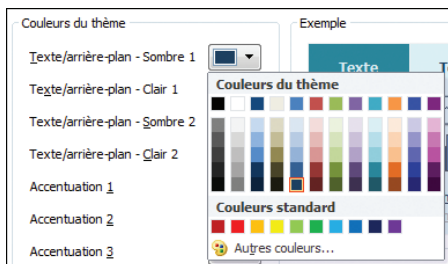 Couleurs du thème
Exemple
Texte/arrière-plan - Sombre 1
Texte
Texte/arrière-plan - Clair 1
Couleurs du thème
Texte/arrière-plan - Sombre 2
Texte/arrière-plan - Clair 2
Accentuation 1
Couleurs standard
Accentuation 2
Autres couleurs...
Accentuation 3